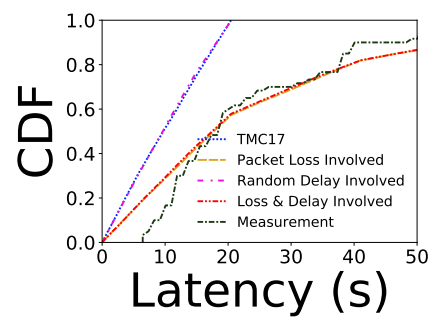 1.0
0.8
0.6
0.4
0.2
0.0
CDF
TMC17
Packet Loss Involved
Random Delay Involved
Loss & Delay Involved
Measurement
0 10 20 30 40 50
Latency (s)